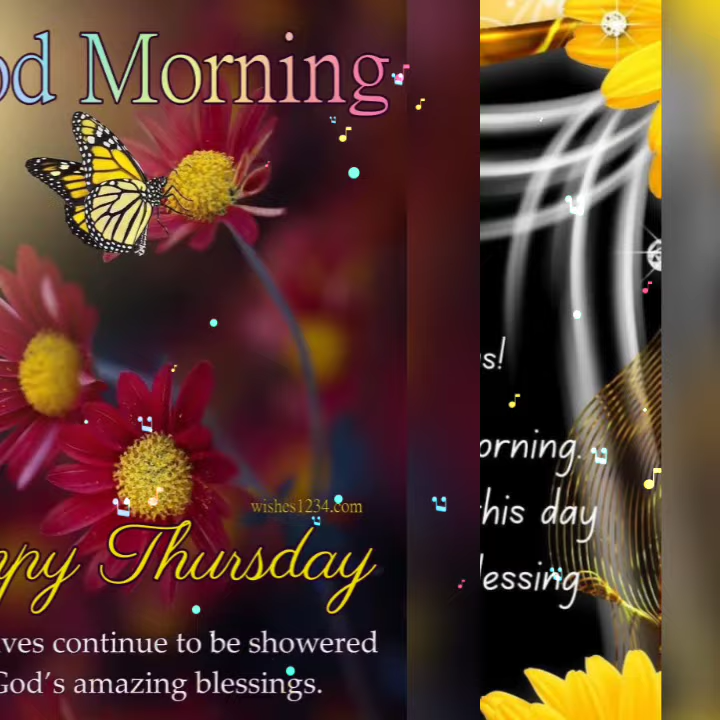 od Morning
wishes1234.com
ppy Thursday
ves continue to be showered
God's amazing blessings.
s!
orning.
his day
lessing